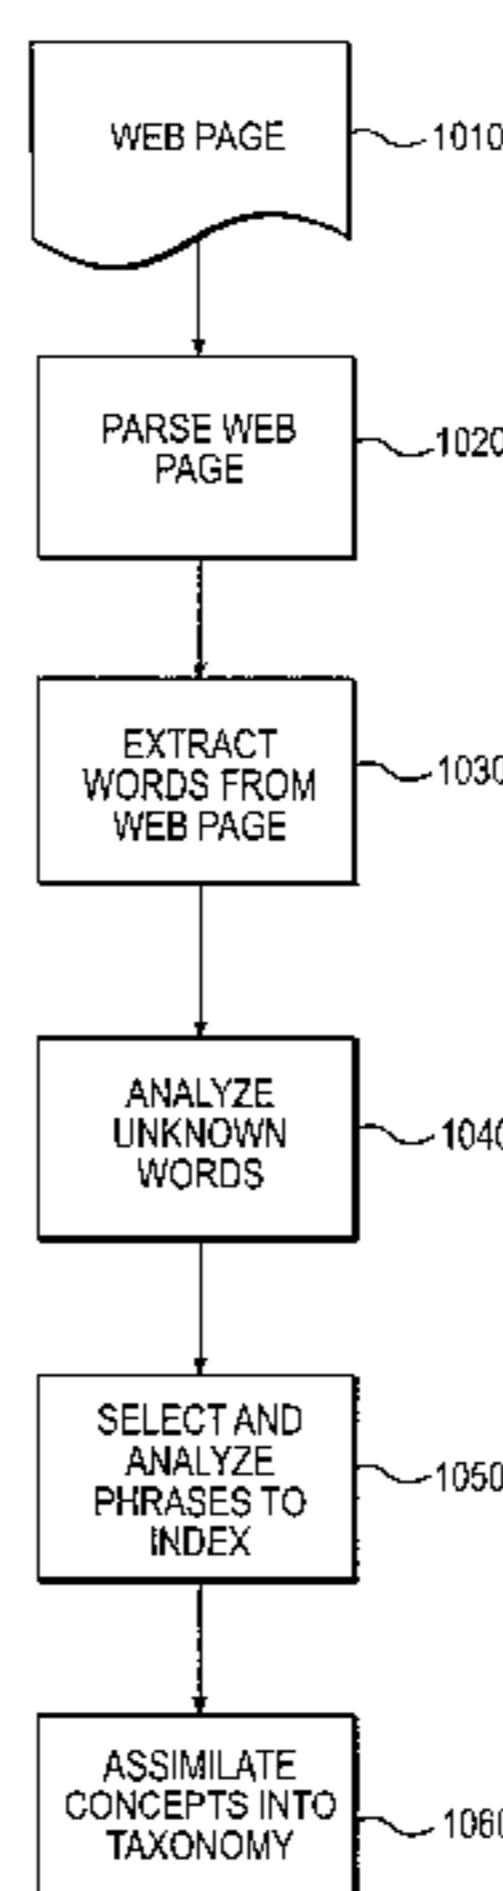 WEB PAGE
1010
PARSE WEB
PAGE
1020
EXTRACT
WORDS FROM
WEB PAGE
1030
ANALYZE
UNKNOWN
WORDS
1040
SELECT AND
ANALYZE
PHRASES TO
INDEX
1050
ASSIMILATE
CONCEPTS INTO
TAXONOMY
1060